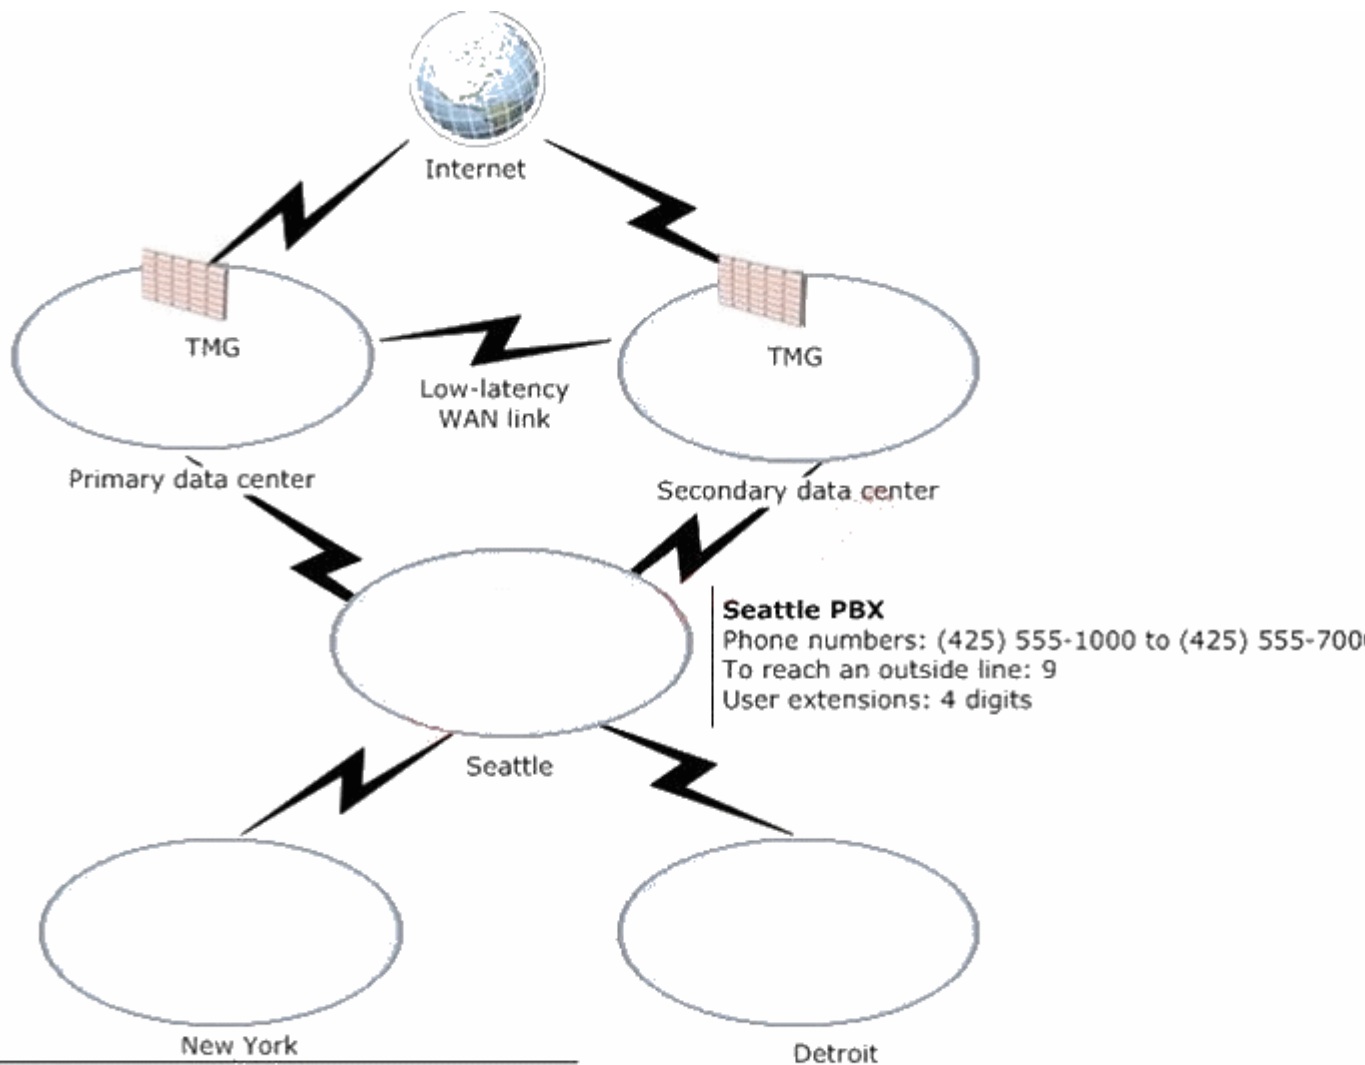 Internet
TMG
TMG
Low-latency
WAN link
Primary data center
Secondary data center
Seattle PBX
Phone numbers: (425) 555-1000 to (425) 555-700
To reach an outside line: 9
User extensions: 4 digits
Seattle
New York
Detroit